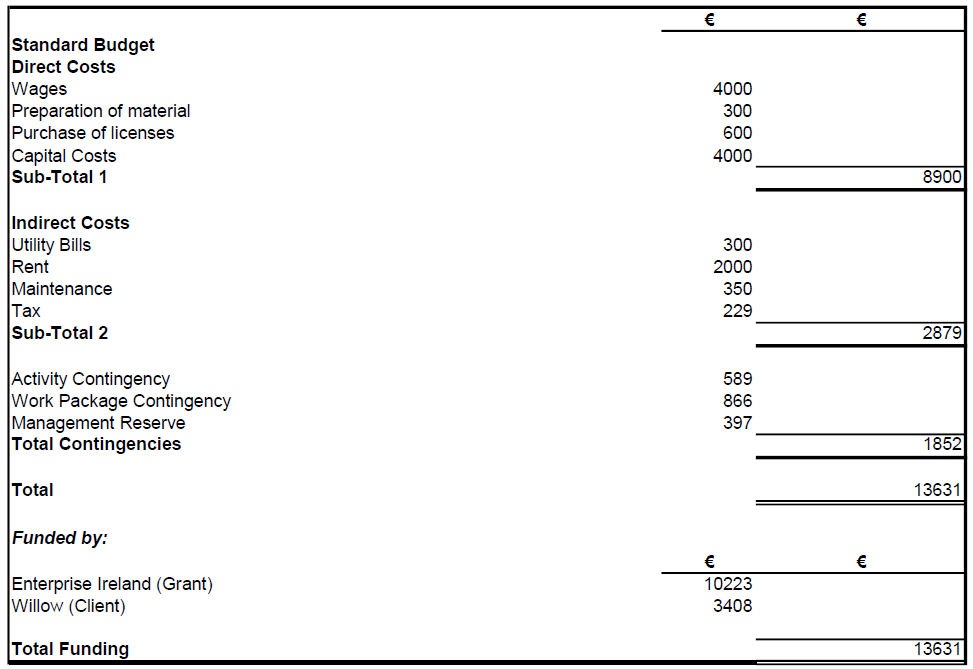 € €
Standard Budget
Direct Costs
Wages 4000
Preparation of material 300
Purchase of licenses 600
Capital Costs 4000
Sub-Total 1 8900
Indirect Costs
Utility Bills 300
Rent 2000
Maintenance 350
Tax 229
Sub-Total 2 2879
Activity Contingency 589
Work Package Contingency 866
Management Reserve 397
Total Contingencies 1852
Total 13631
Funded by:
€ €
Enterprise Ireland (Grant) 10223
Willow (Client) 3408
Total Funding 13631